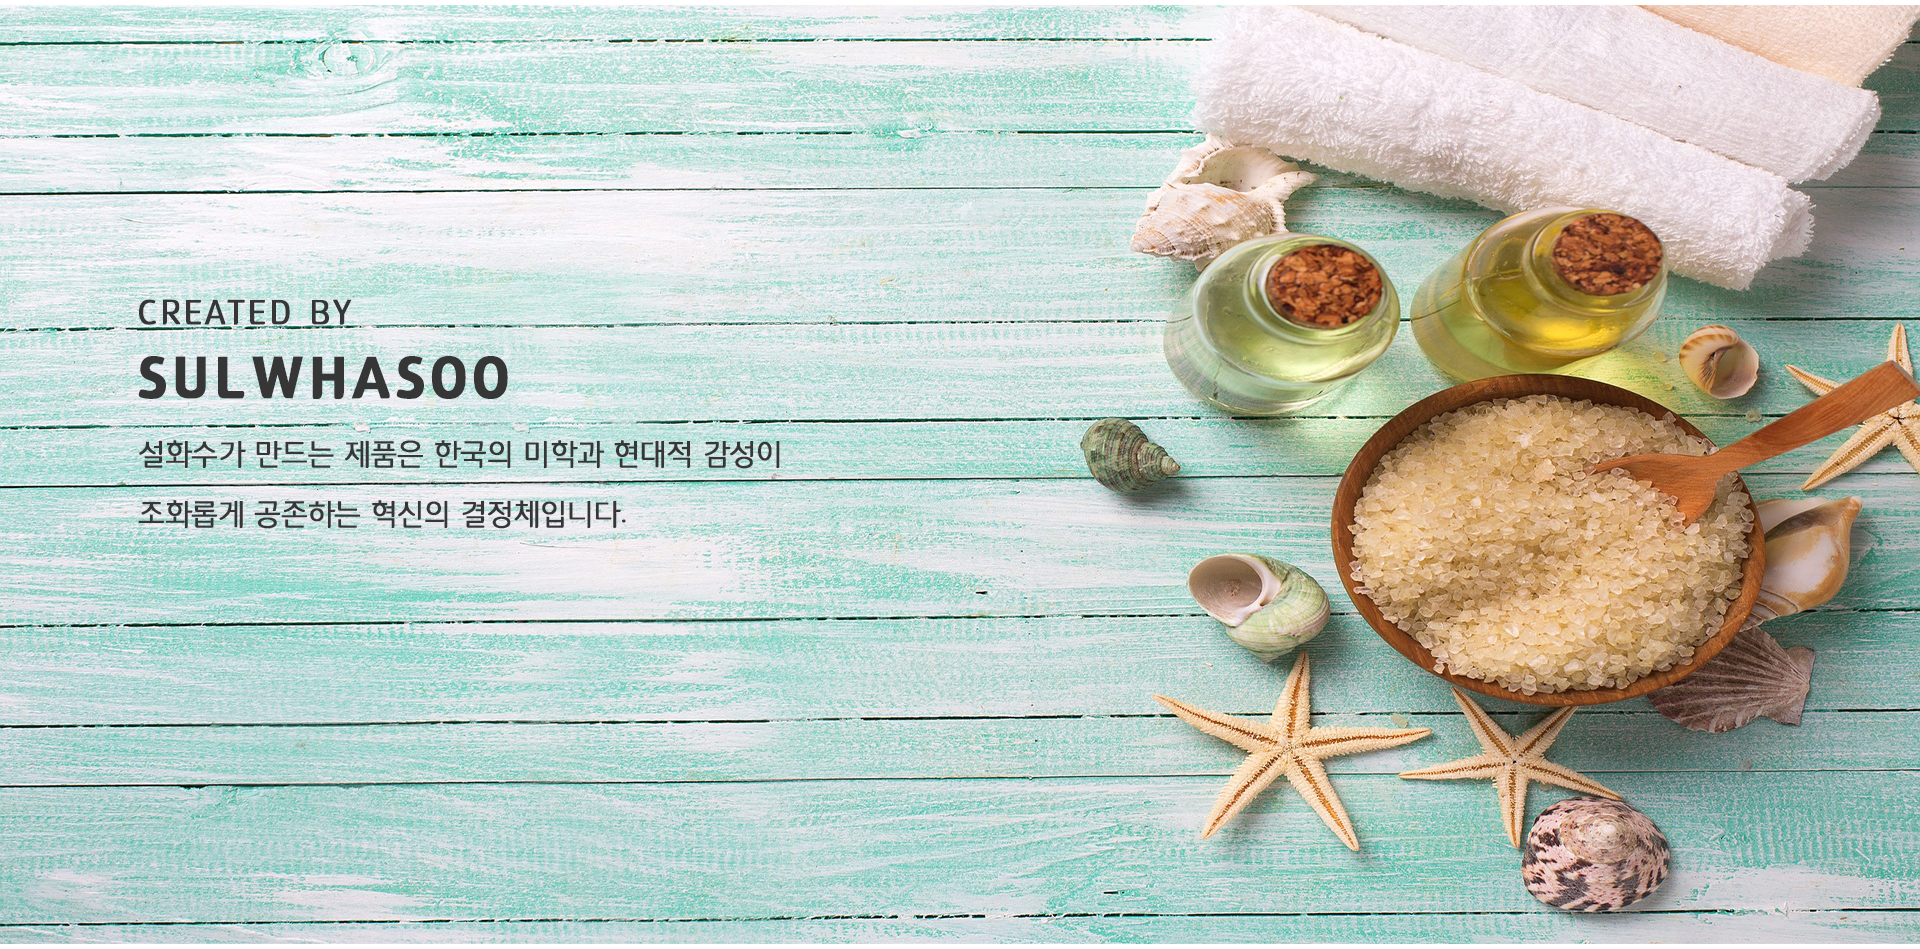 CREATED BY
SULWHASOO
설화수가 만드는 제품은 한국의 미학과 현대적 감성이
조화롭게 공존하는 혁신의 결정체입니다.